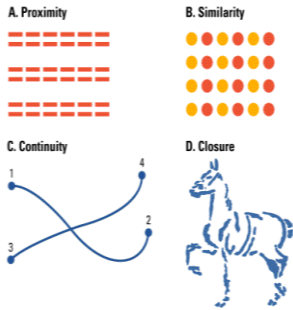 A. Proximity
B. Similarity
C. Continuity
D. Closure
1
4
2
3